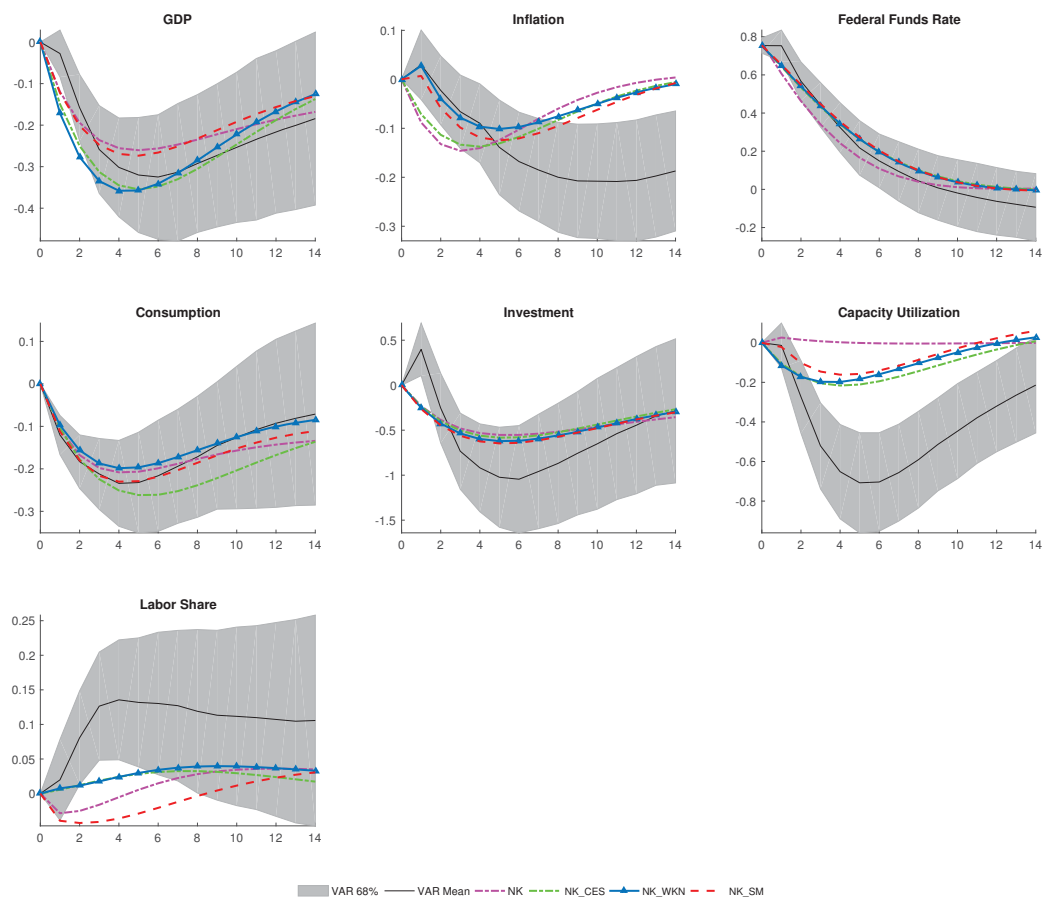 GDP
Inflation
Federal Funds Rate
0
-0.1
-0.2
-0.3
-0.4
0 2 4 6 8 10 12 14
0.1
0
-0.1
-0.2
-0.3
0 2 4 6 8 10 12 14
0.8
0.6
0.4
0.2
0
-0.2
0 2 4 6 8 10 12 14
Consumption
Investment
Capacity Utilization
0.1
0
-0.1
-0.2
-0.3
0 2 4 6 8 10 12 14
0.5
0
-0.5
-1
-1.5
0 2 4 6 8 10 12 14
0
-0.2
-0.4
-0.6
-0.8
0 2 4 6 8 10 12 14
Labor Share
0.25
0.2
0.15
0.1
0.05
0
0 2 4 6 8 10 12 14
VAR 68% VAR Mean NK NK_CES NK_WKN NK_SM